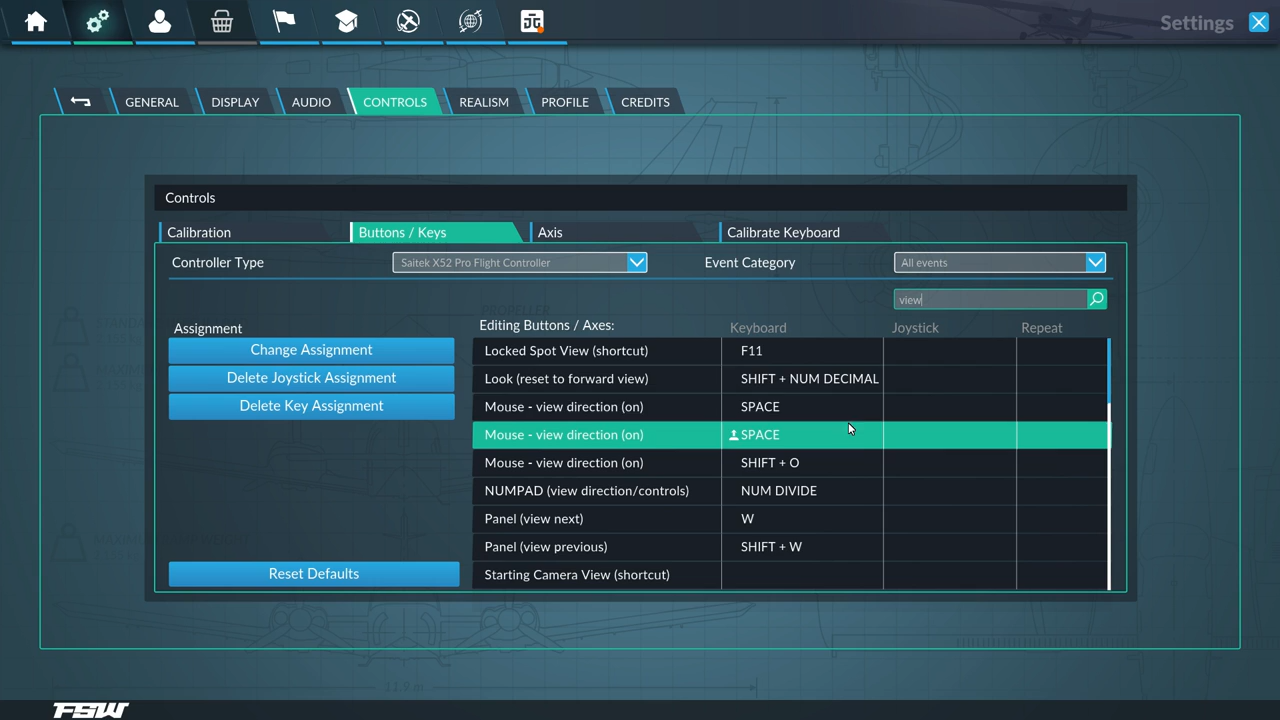 Settings
GENERAL DISPLAY AUDIO CONTROLS REALISM PROFILE CREDITS
Controls
Calibration Buttons / Keys Axis Calibrate Keyboard
Controller Type Saitek X52 Pro Flight Controller Event Category All events
view
Assignment Editing Buttons / Axes: Keyboard Joystick Repeat
Change Assignment
Delete Joystick Assignment
Delete Key Assignment
Reset Defaults
Locked Spot View (shortcut) F11
Look (reset to forward view) SHIFT + NUM DECIMAL
Mouse - view direction (on) SPACE
Mouse - view direction (on) SPACE
Mouse - view direction (on) SHIFT + O
NUMPAD (view direction/controls) NUM DIVIDE
Panel (view next) W
Panel (view previous) SHIFT + W
Starting Camera View (shortcut)
11.9 m
FSW